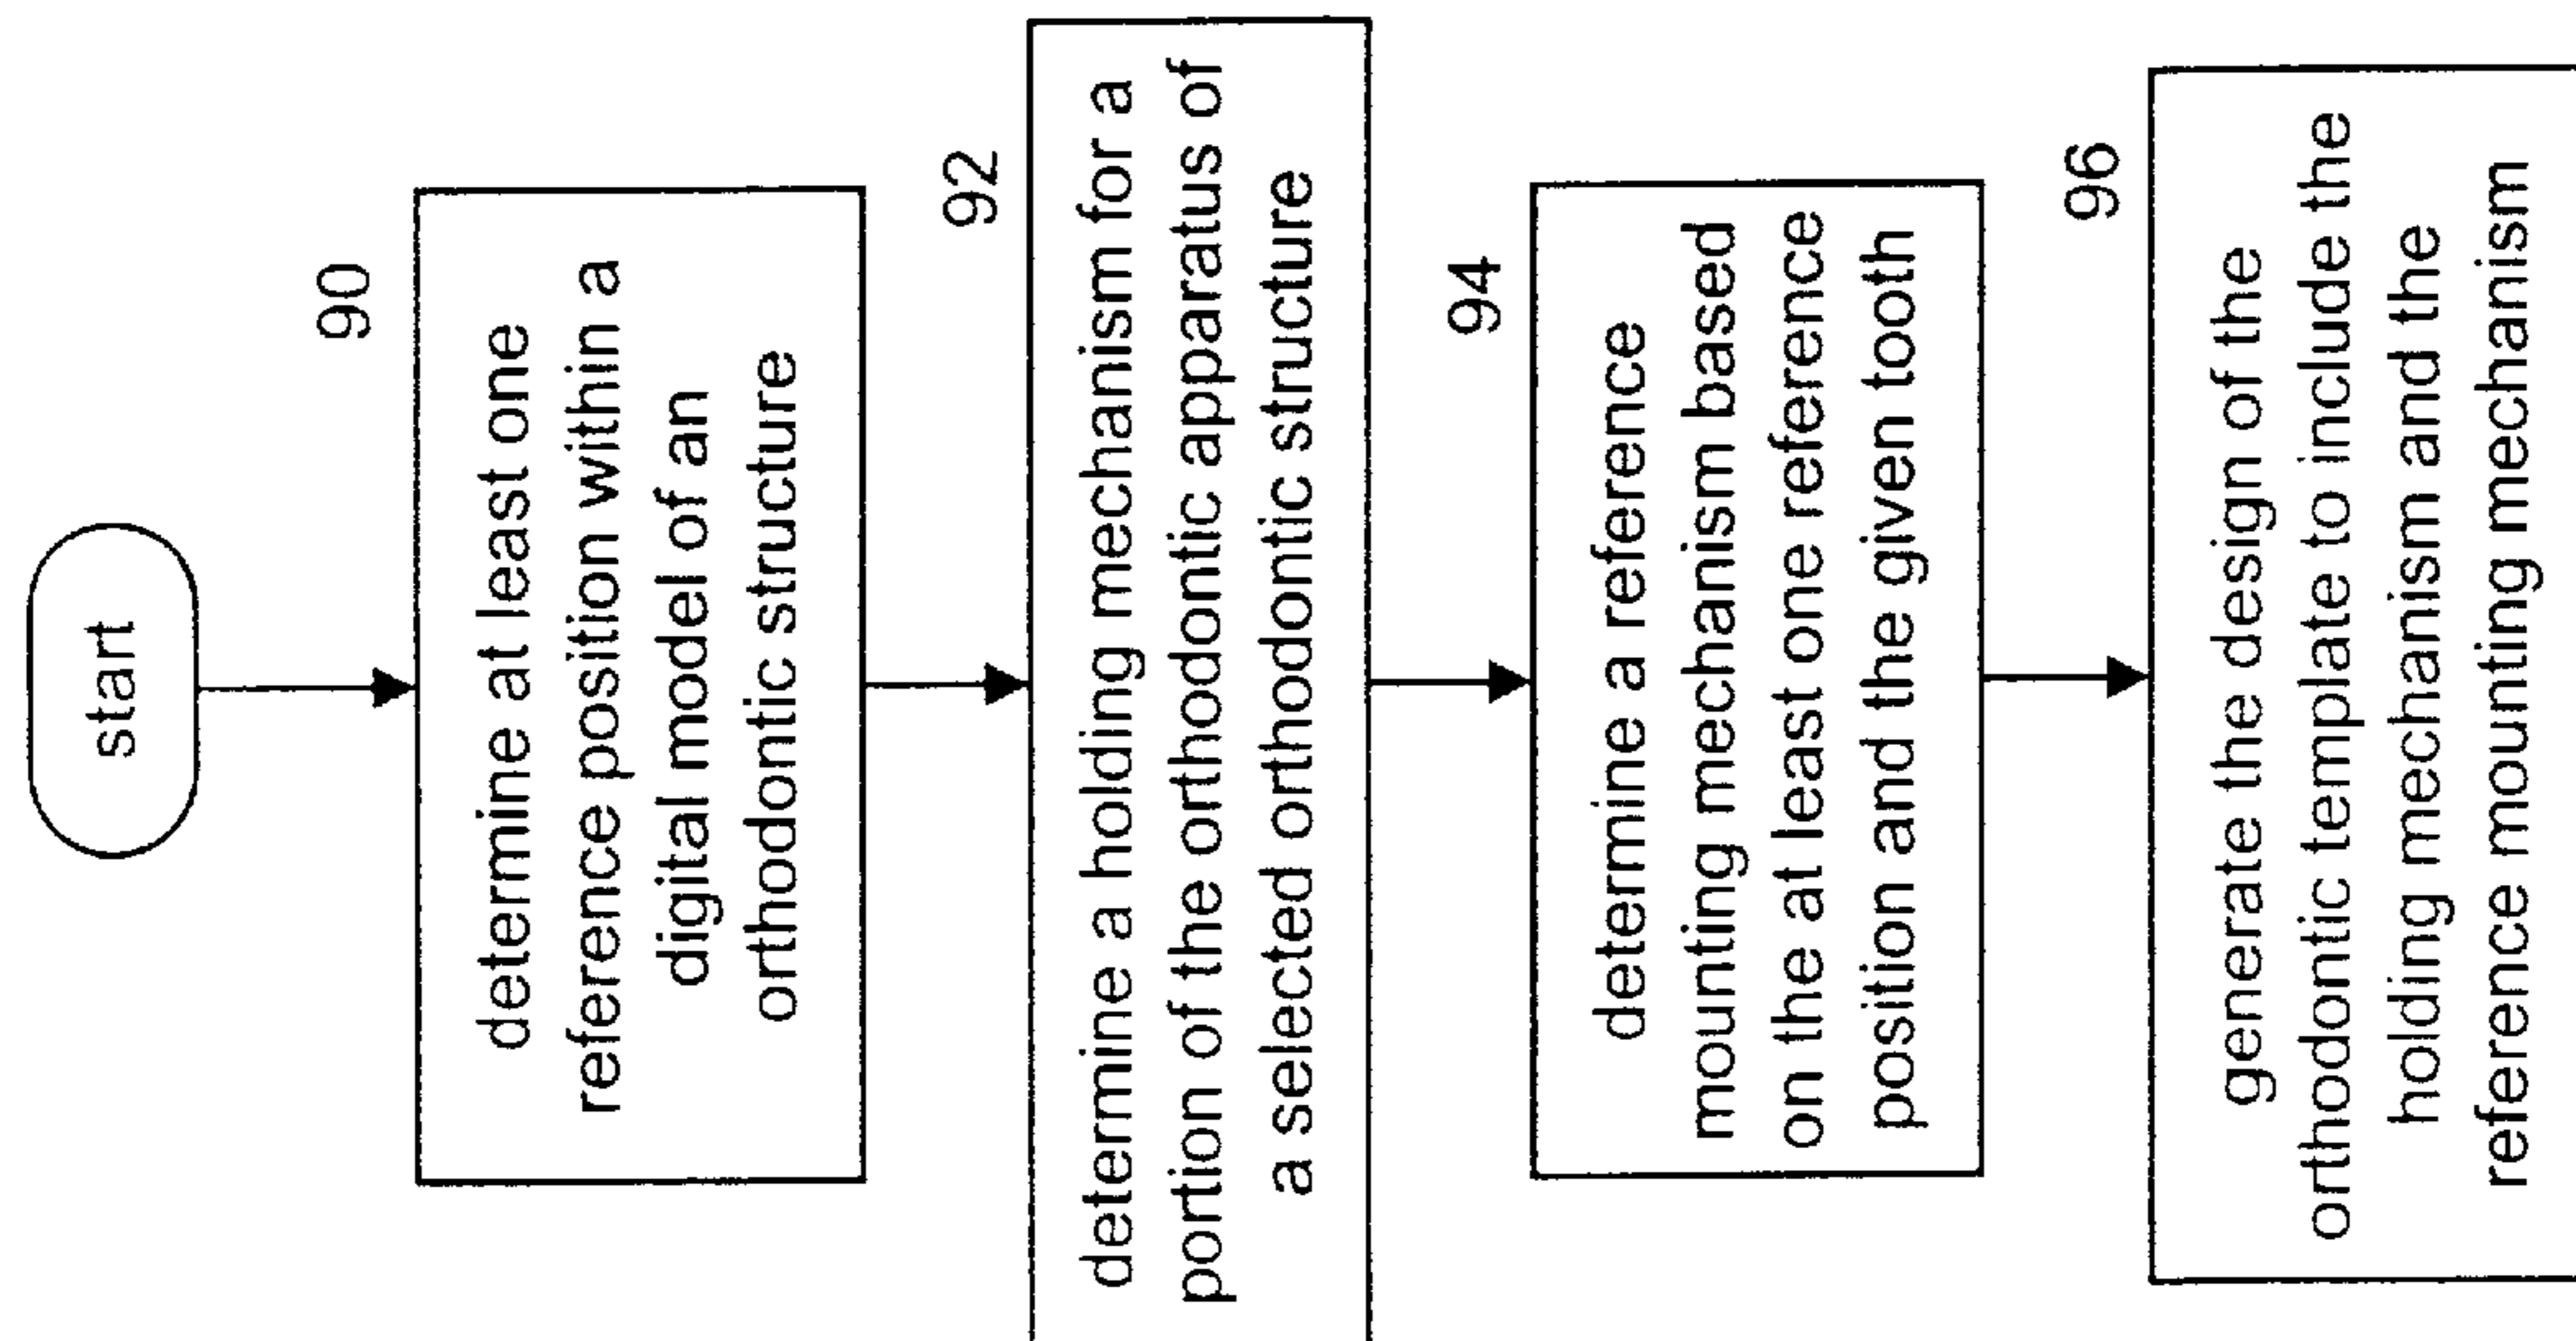 start
90
determine at least one
reference position within a
digital model of an
orthodontic structure
92
determine a holding mechanism for a
portion of the orthodontic apparatus of
a selected orthodontic structure
94
determine a reference
mounting mechanism based
on the at least one reference
position and the given tooth
96
generate the design of the
orthodontic template to include the
holding mechanism and the
reference mounting mechanism